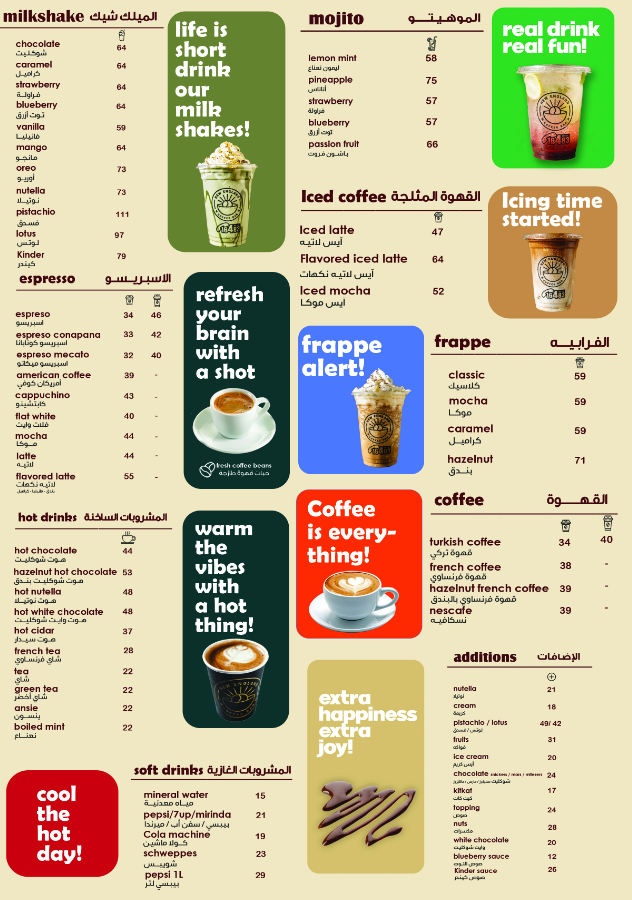 milkshake الميلك شيك
chocolate 64
شوكليت
caramel 64
كراميل
strawberry 64
فراولة
blueberry 64
توت أزرق
vanilla 59
فانيليا
mango 64
مانجو
oreo 73
أوريو
nutella 73
نوتيلا
pistachio 111
فسدق
lotus 97
لوتس
Kinder 79
كيندر
life is
short
drink
our
milk
shakes!
mojito الموهيتو
lemon mint 58
ليمون نعناع
pineapple 75
أناناس
strawberry 57
فراولة
blueberry 57
توت أزرق
passion fruit 66
باشون فروت
real drink
real fun!
Iced coffee القهوة المثلجة
Iced latte 47
آيس لاتيه
Flavored iced latte 64
آيس لاتيه نكهات
Iced mocha 52
آيس موكا
Icing time
started!
espresso الاسبريسو
espreso 34 46
اسبريسو
espreso conapana 33 42
اسبريسو كونابانا
espreso mecato 32 40
اسبريسو ميكاتو
american coffee 39 -
أمريكان كوفي
cappuchino 43 -
كابتشينو
flat white 40 -
فلات وايت
mocha 44 -
موكا
latte 44 -
لاتيه
flavored latte 55 -
لاتيه نكهات
refresh
your
brain
with
a shot
fresh coffee beans
حبات قهوة طازجة
frappe
alert!
frappe الفرابيه
classic 59
كلاسيك
mocha 59
موكا
caramel 59
كراميل
hazelnut 71
بندق
hot drinks المشروبات الساخنة
hot chocolate 44
هوت شوكليت
hazelnut hot chocolate 53
هوت شوكليت بندق
hot nutella 48
هوت نوتيلا
hot white chocolate 48
هوت وايت شوكليت
hot cidar 37
هوت سيدار
french tea 28
شاي فرنساوي
tea 22
شاي
green tea 22
شاي أخضر
ansie 22
ينسون
boiled mint 22
نعناع
warm
the
vibes
with
a hot
thing!
Coffee
is every-
thing!
coffee القهوة
turkish coffee 34 40
قهوة تركي
french coffee 38 -
قهوة فرنساوي
hazelnut french coffee 39 -
قهوة فرنساوي بالبندق
nescafe 39 -
نسكافيه
extra
happiness
extra
joy!
additions الإضافات
nutella 21
نوتيلا
cream 18
كريمة
pistachio / lotus 49/ 42
لوتس / فسدق
fruits 31
فواكه
ice cream 20
آيس كريم
chocolate snickers / mars / maltesers 24
شوكليت
kitkat 17
كيت كات
topping 24
صوص
nuts 28
مكسرات
white chocolate 20
وايت شوكليت
blueberry sauce 12
صوص التوت
Kinder sauce 26
صوص كيندر
cool
the
hot
day!
soft drinks المشروبات الغازية
mineral water 15
مياه معدنية
pepsi/7up/mirinda 21
بيبسي / سفن أب / ميرندا
Cola machine 19
كولا ماشين
schweppes 23
شويبس
pepsi 1L 29
بيبسي لتر